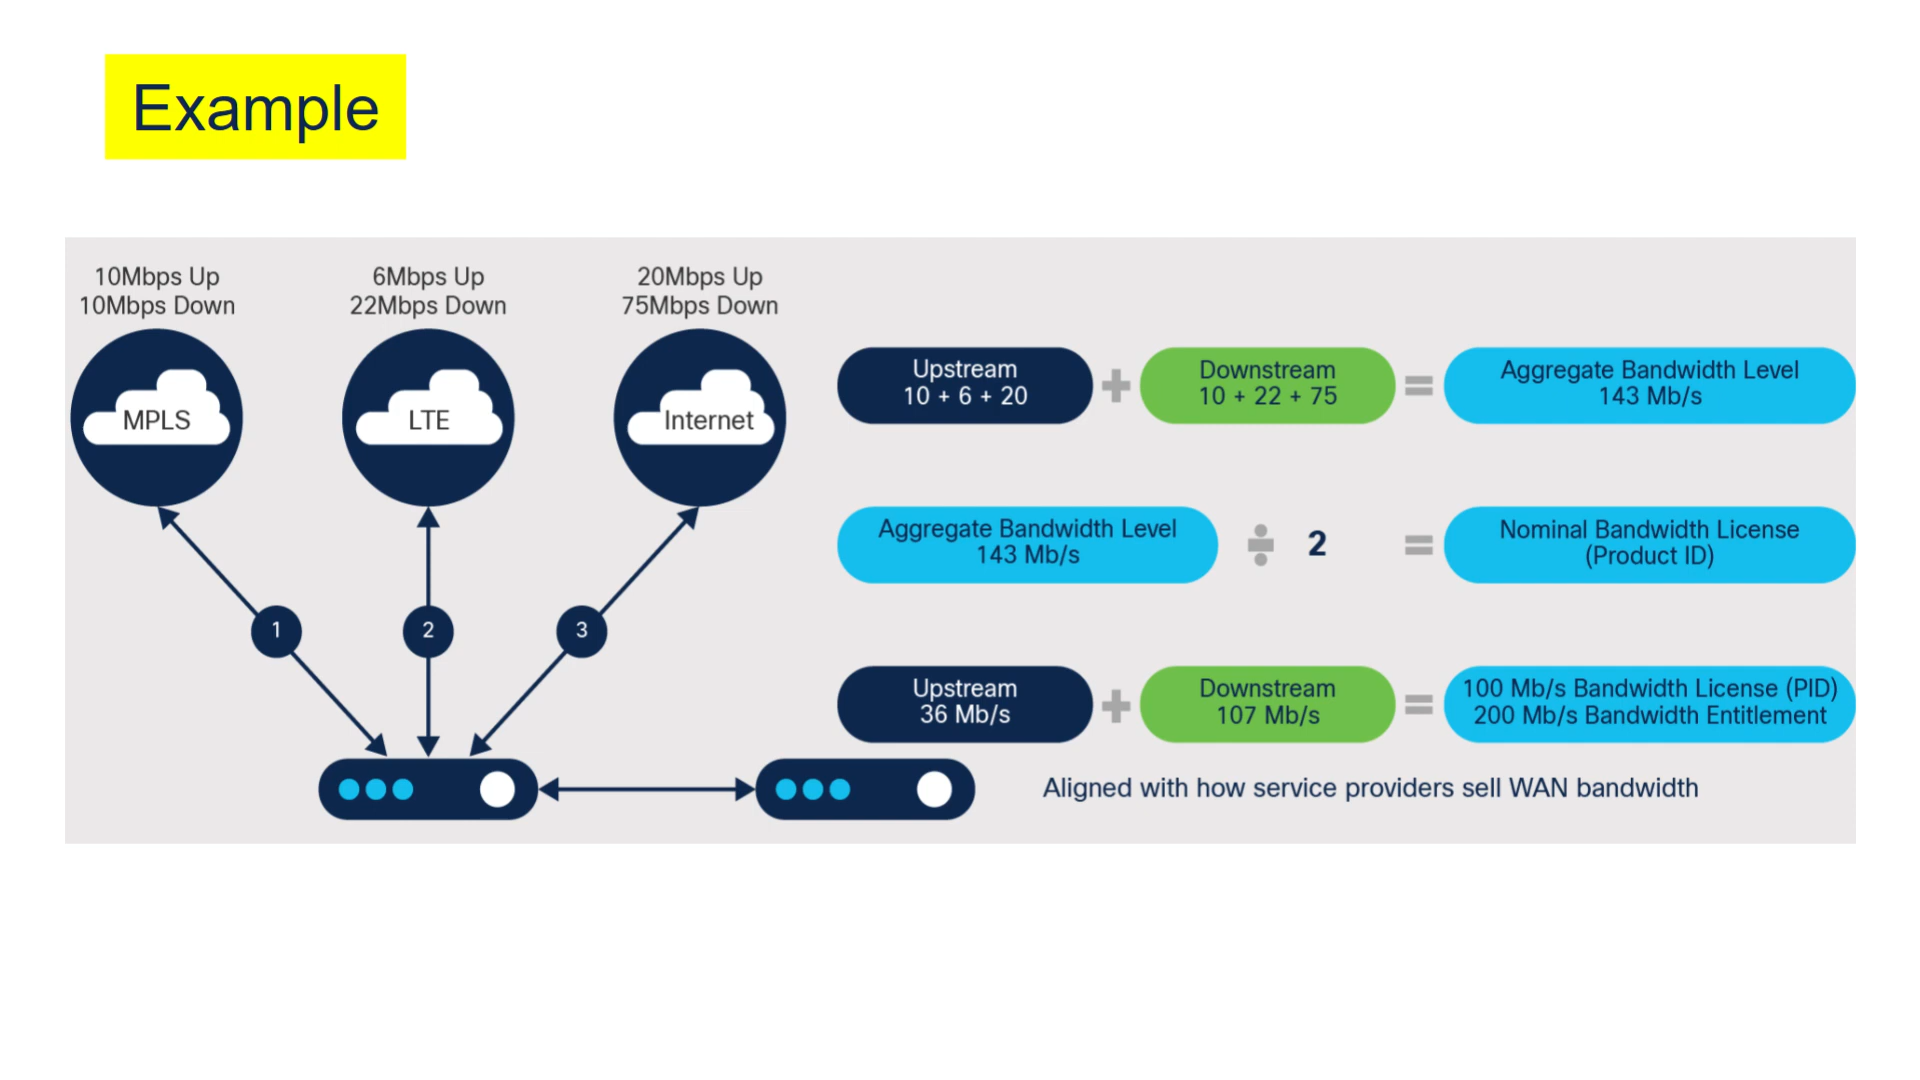 Example
10Mbps Up
10Mbps Down
6Mbps Up
22Mbps Down
20Mbps Up
75Mbps Down
MPLS
LTE
Internet
1
2
3
Upstream
10 + 6 + 20
+
Downstream
10 + 22 + 75
=
Aggregate Bandwidth Level
143 Mb/s
Aggregate Bandwidth Level
143 Mb/s
÷
2
=
Nominal Bandwidth License
(Product ID)
Upstream
36 Mb/s
+
Downstream
107 Mb/s
=
100 Mb/s Bandwidth License (PID)
200 Mb/s Bandwidth Entitlement
Aligned with how service providers sell WAN bandwidth